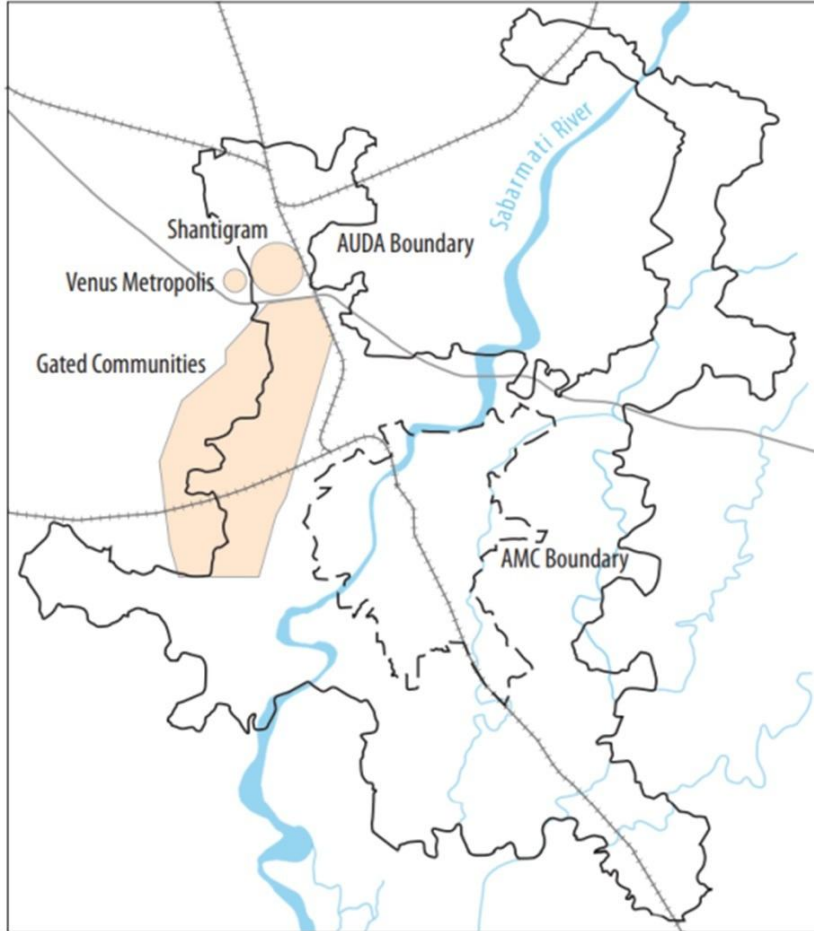 Sabarmati River
Shantigram
AUDA Boundary
Venus Metropolis
Gated Communities
AMC Boundary